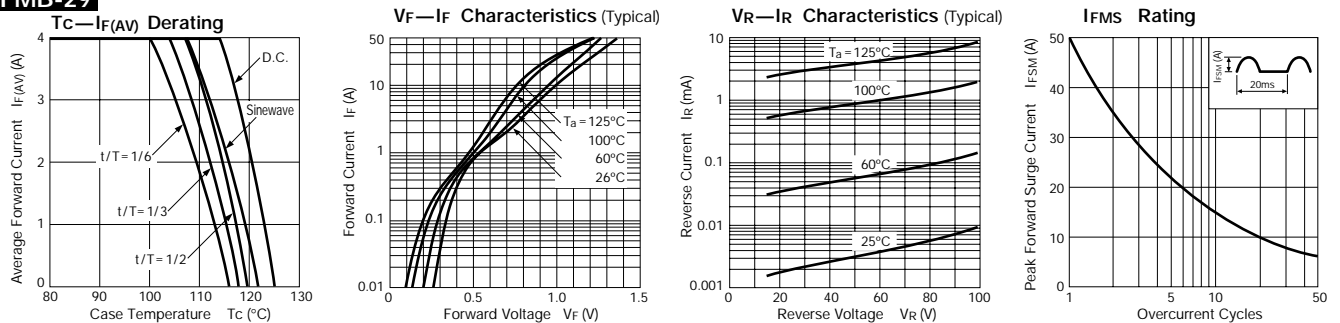 FMB-29
Tc—IF(AV) Derating
Average Forward Current IF(AV) (A)
4
3
2
1
0
D.C.
Sinewave
t/T=1/6
t/T=1/3
t/T=1/2
80 90 100 110 120 130
Case Temperature Tc (°C)
VF—IF Characteristics (Typical)
Forward Current IF (A)
50
10
1
0.1
0.01
Ta=125°C
100°C
60°C
26°C
0 0.5 1.0 1.5
Forward Voltage VF (V)
VR—IR Characteristics (Typical)
Reverse Current IR (mA)
10
1
0.1
0.01
0.001
Ta=125°C
100°C
60°C
25°C
0 20 40 60 80 100
Reverse Voltage VR (V)
IFMS Rating
Peak Forward Surge Current IFSM (A)
50
40
30
20
10
0
IFSM (A)
20ms
1 5 10 50
Overcurrent Cycles